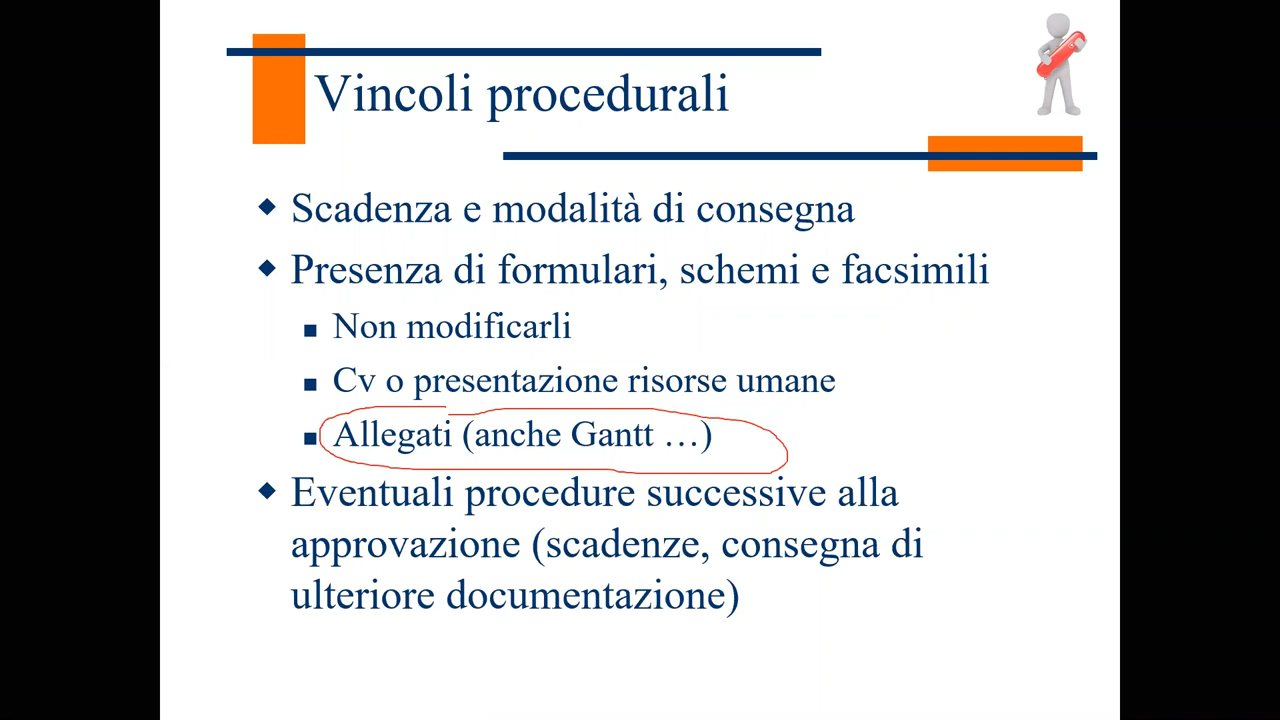 Vincoli procedurali
Scadenza e modalità di consegna
Presenza di formulari, schemi e facsimili
Non modificarli
Cv o presentazione risorse umane
Allegati (anche Gantt …)
Eventuali procedure successive alla
approvazione (scadenze, consegna di
ulteriore documentazione)